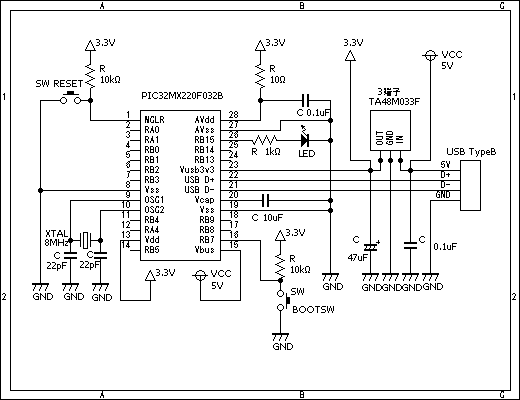 A B C
3.3V 3.3V 3.3V VCC 5V
R 10kΩ
R 10Ω
SW RESET
PIC32MX220F032B
C 0.1uF
3端子
TA48M033F
1 1
OUT GND IN
1 MCLR AVdd 28
2 RA0 AVss 27
3 RA1 RB15 26
4 RB0 RB14 25
5 RB1 RB13 24
6 RB2 Vusb3v3 23
7 RB3 USB D+ 22
8 Vss USB D- 21
9 OSG1 Vcap 20
10 OSG2 Vss 19
11 RB4 RB9 18
12 RA4 RB8 17
13 Vdd RB7 16
14 RB5 Vbus 15
R 1kΩ
LED
USB TypeB
5V
D+
D-
GND
C 10uF
XTAL
8MHz
C 22pF
C 22pF
C 47uF +
C 0.1uF
3.3V
R 10kΩ
3.3V
VCC
5V
SW
BOOTSW
GND GND GND GND GND GND GND
GND
2 2
A B C